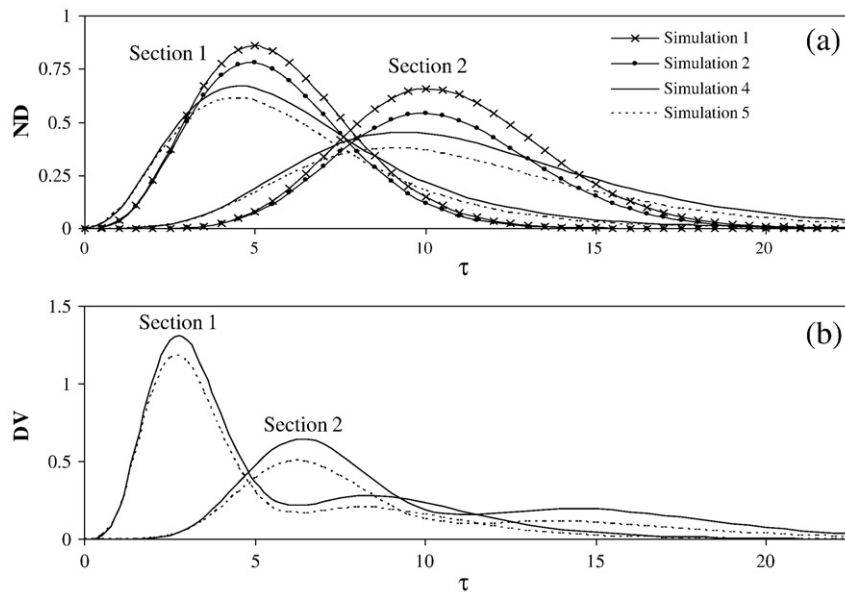 1
0.75
0.5
0.25
0
ND
Section 1
Section 2
Simulation 1
Simulation 2
Simulation 4
Simulation 5
(a)
0 5 10 15 20
τ
1.5
1
0.5
0
DV
Section 1
Section 2
(b)
0 5 10 15 20
τ